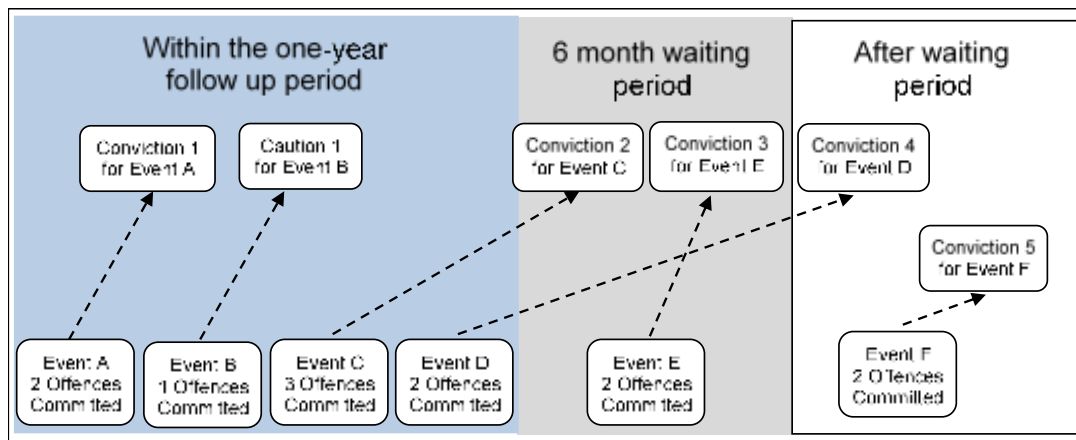 Within the one-year
follow up period
6 month waiting
period
After waiting
period
Conviction 1
for Event A
Caution 1
for Event B
Conviction 2
for Event C
Conviction 3
for Event E
Conviction 4
for Event D
Conviction 5
for Event F
Event A
2 Offences
Committed
Event B
1 Offences
Committed
Event C
3 Offences
Committed
Event D
2 Offences
Committed
Event E
2 Offences
Committed
Event F
2 Offences
Committed